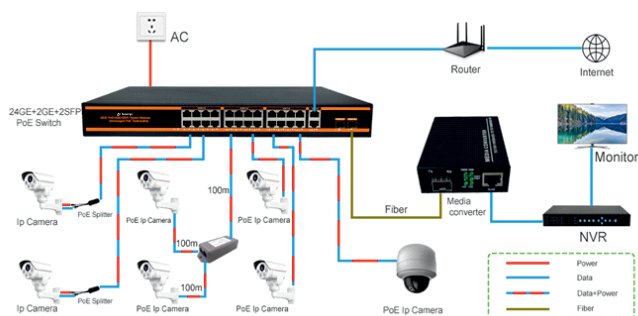 AC
Router
Internet
24GE+2GE+2SFP
PoE Switch
Monitor
100m
Media
converter
Fiber
NVR
Ip Camera
PoE Splitter
PoE Ip Camera
PoE Ip Camera
100m
100m
Ip Camera
PoE Splitter
PoE Ip Camera
PoE Ip Camera
PoE Ip Camera
Power
Data
Data+Power
Fiber